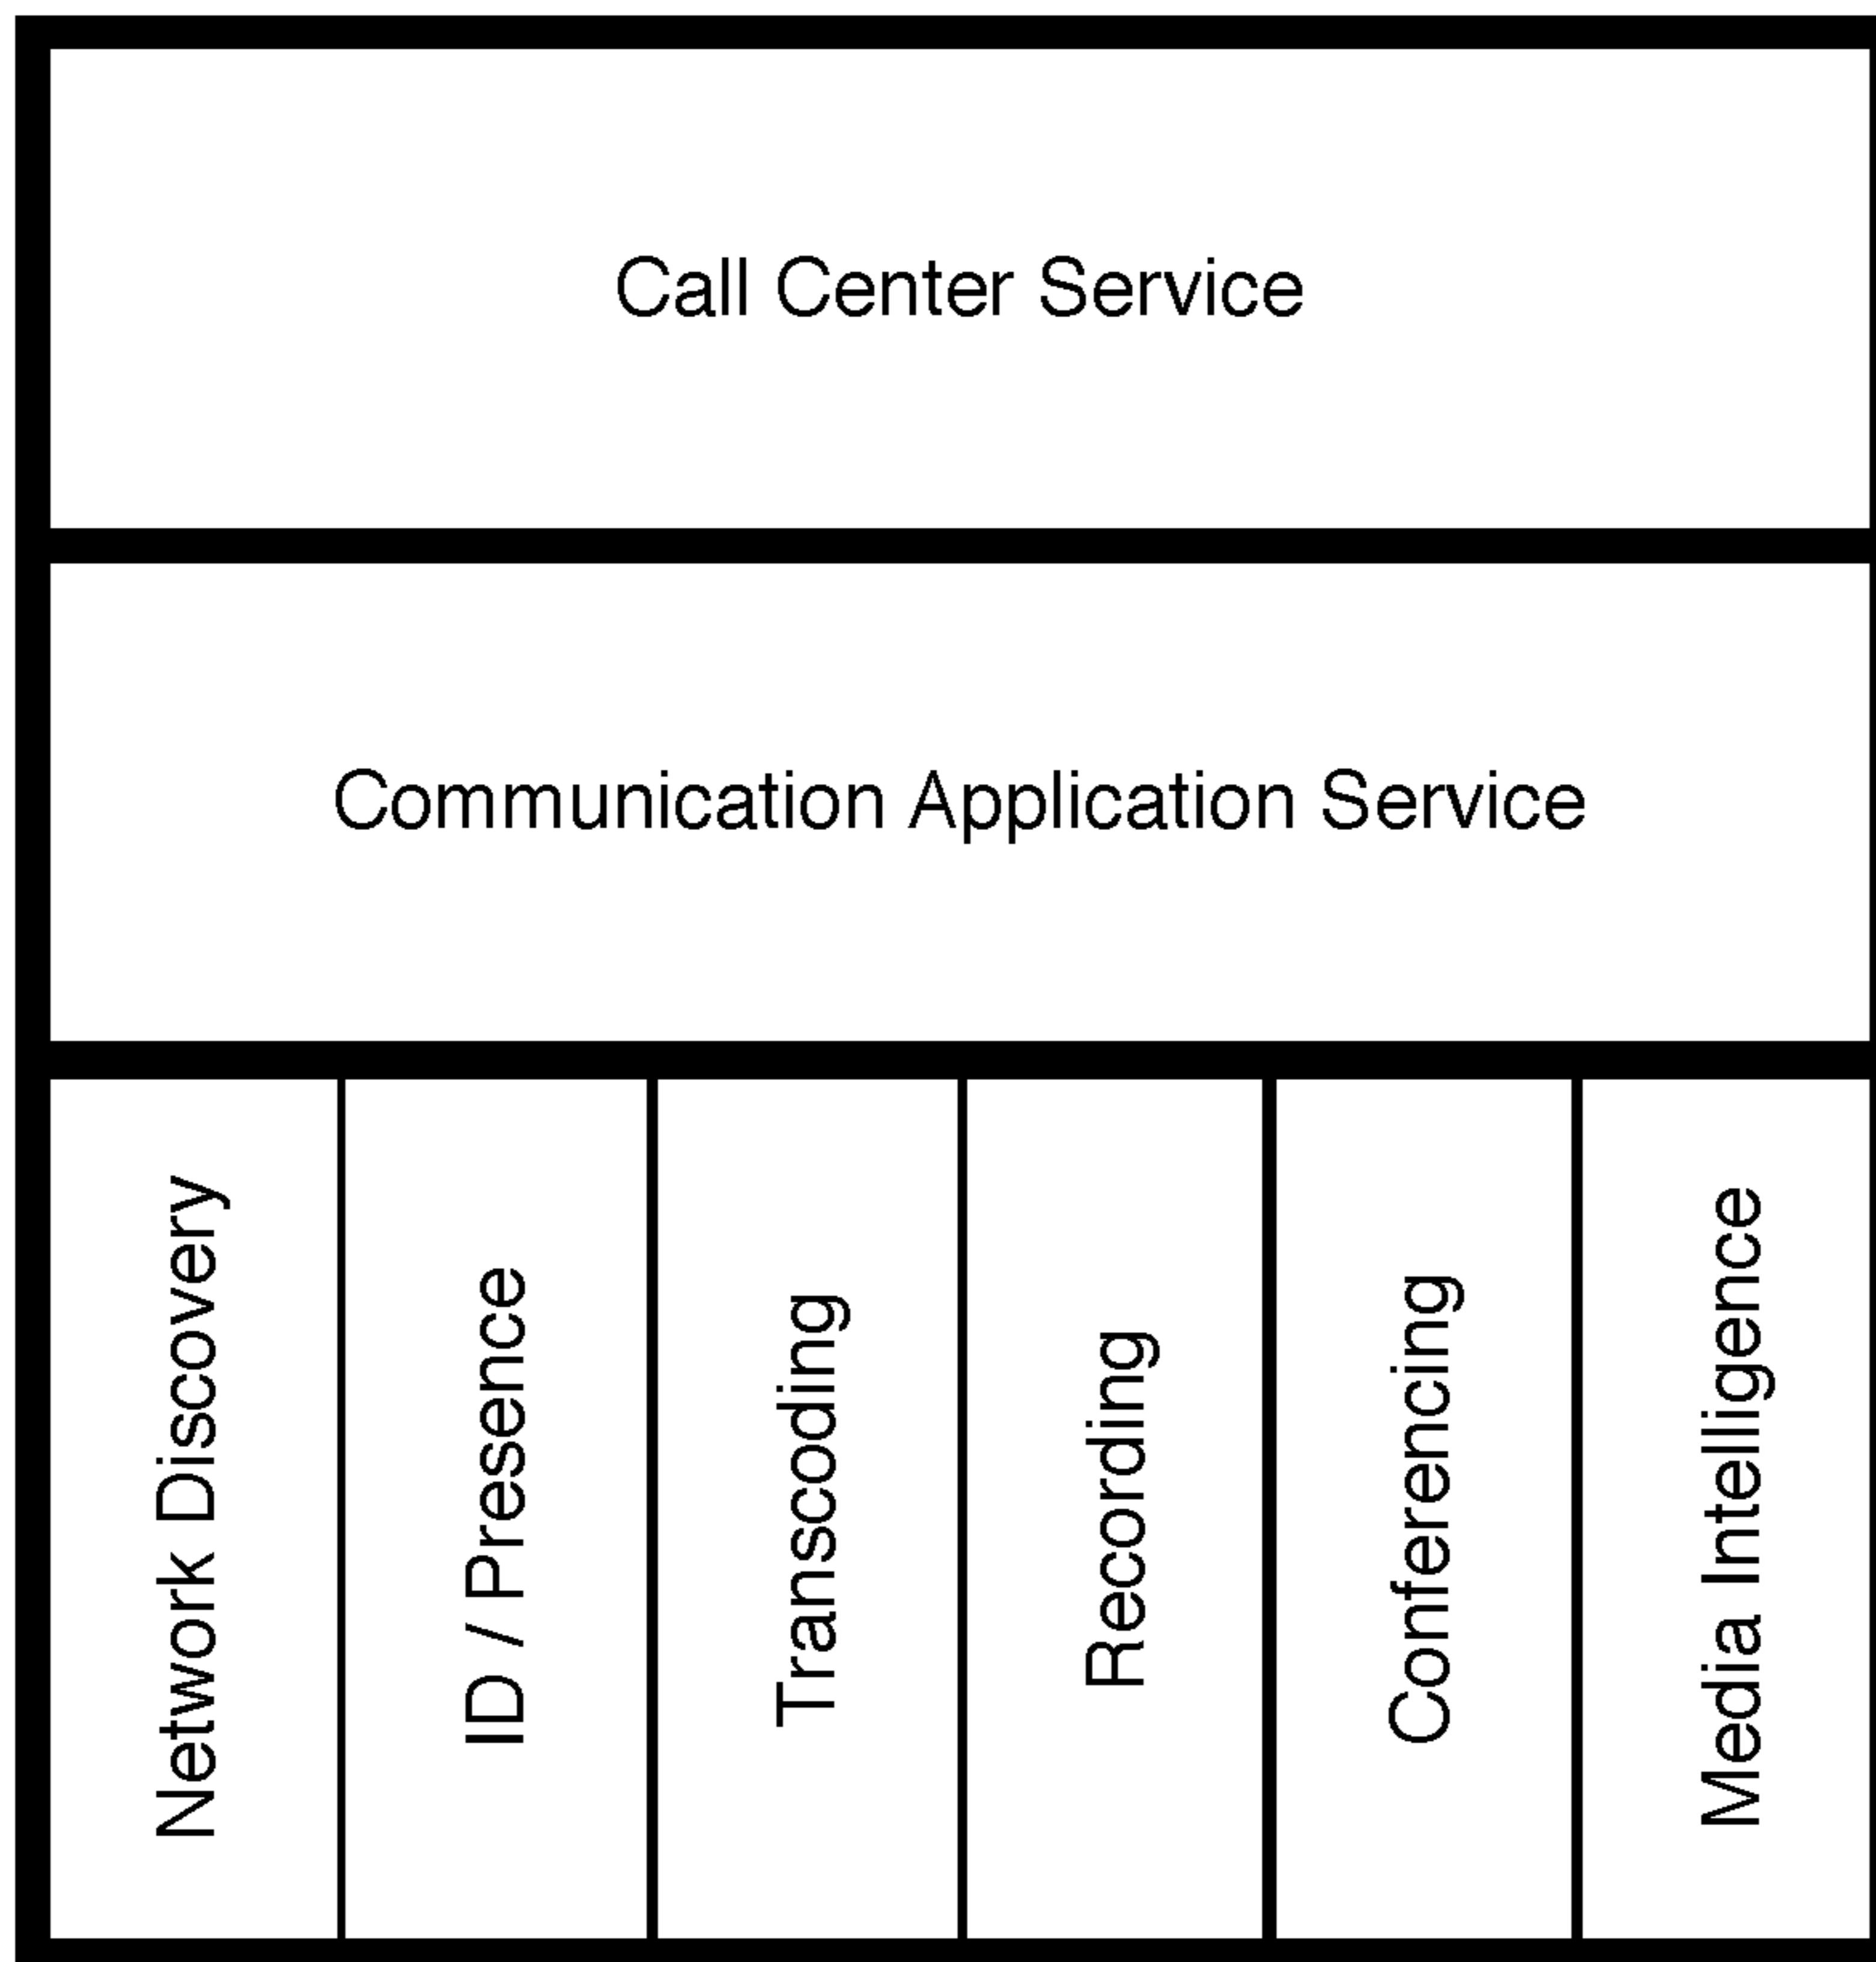 Call Center Service
Communication Application Service
Network Discovery
ID / Presence
Transcoding
Recording
Conferencing
Media Intelligence